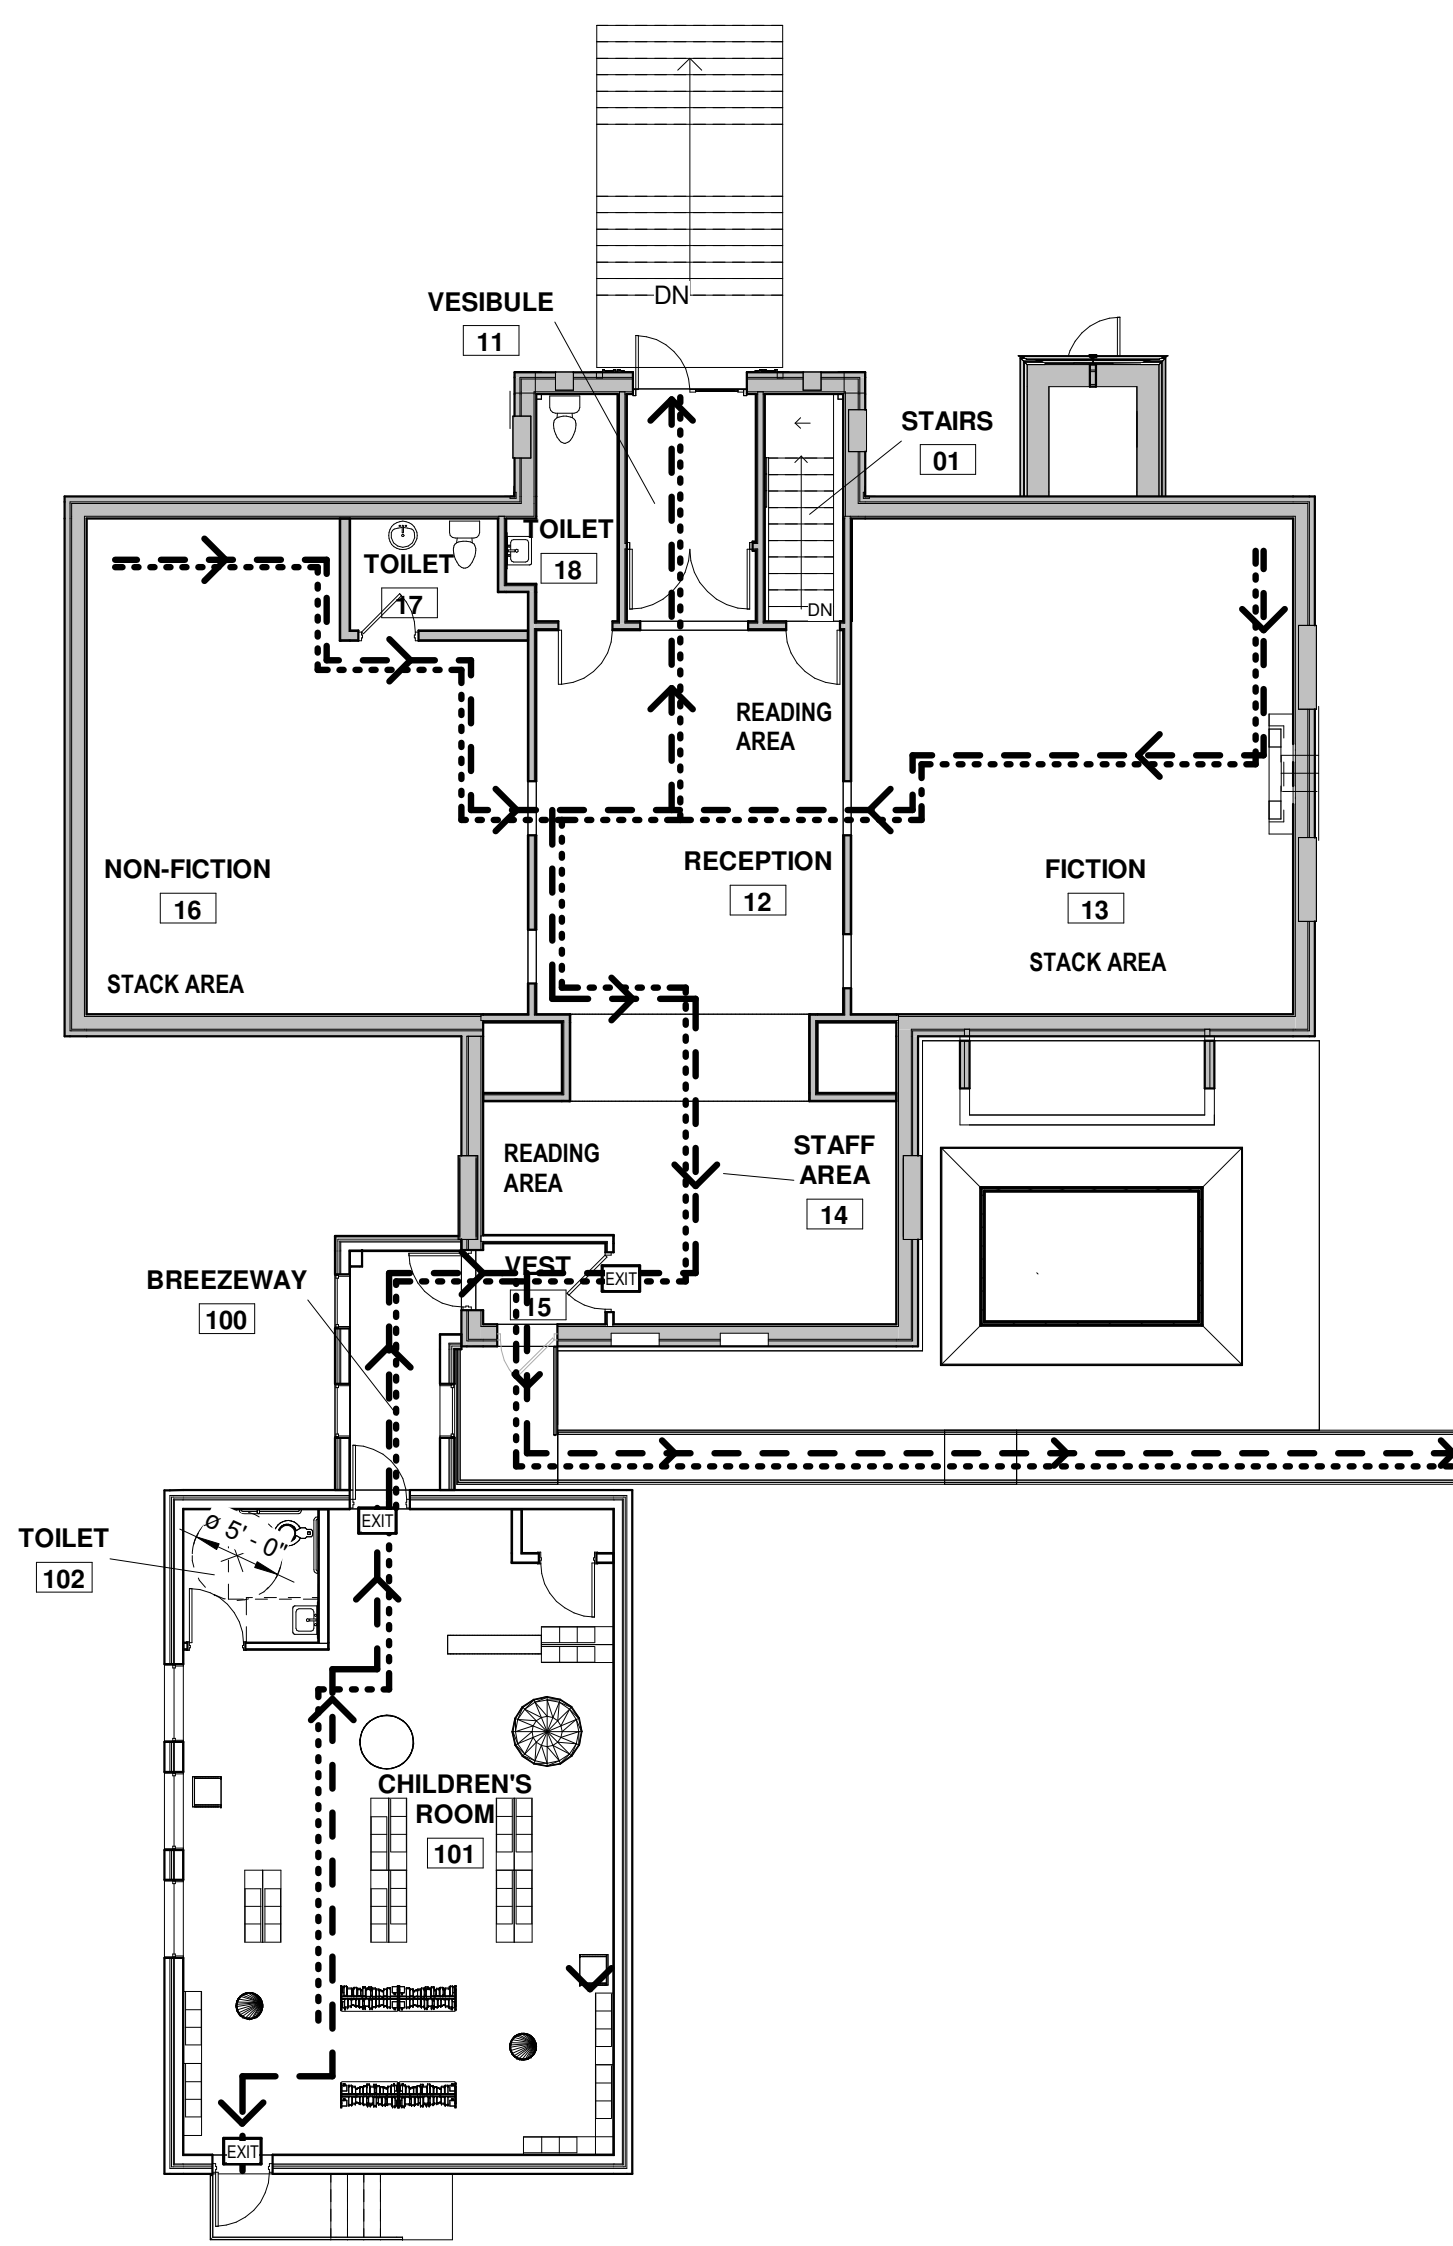 DN
VESIBULE
11
STAIRS
01
TOILET
18
TOILET
17
DN
READING
AREA
NON-FICTION
16
STACK AREA
RECEPTION
12
FICTION
13
STACK AREA
READING
AREA
STAFF
AREA
14
VEST
15
EXIT
BREEZEWAY
100
EXIT
TOILET
102
Ø 5' - 0"
CHILDREN'S
ROOM
101
EXIT